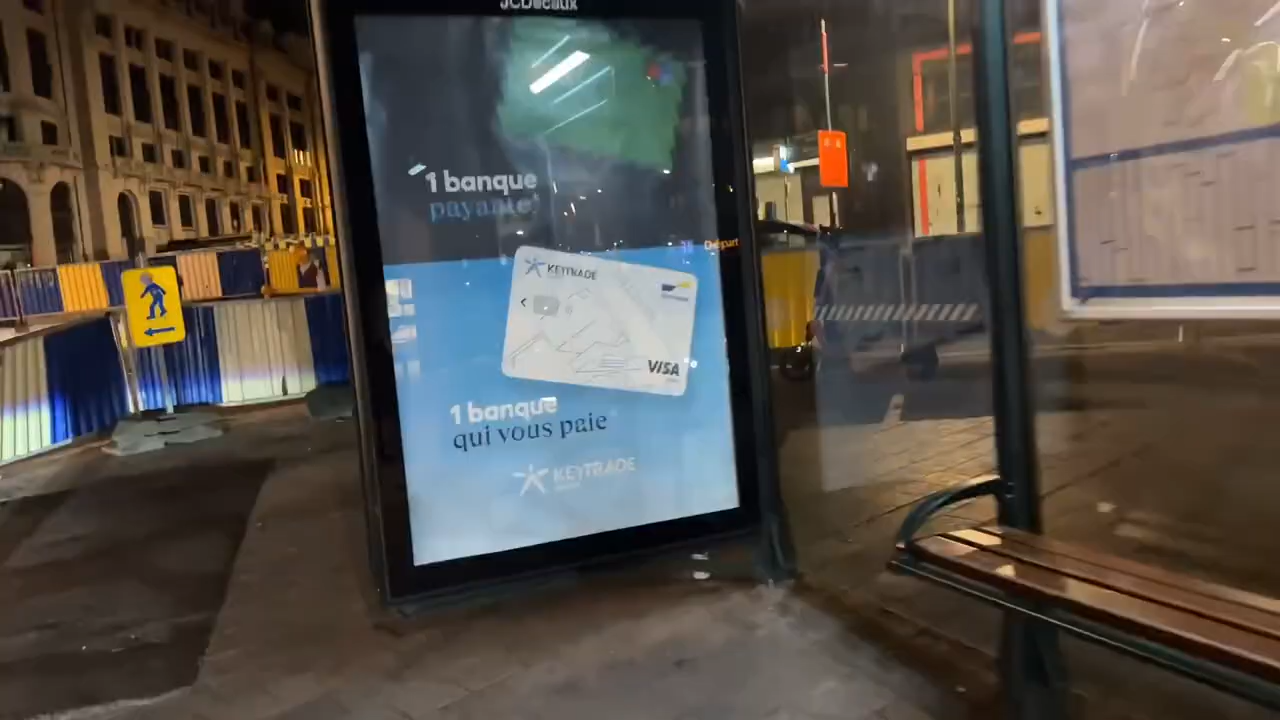 JCDecaux
1 banque
payante*
Départ
KEYTRADE
VISA
1 banque
qui vous paie
KEYTRADE